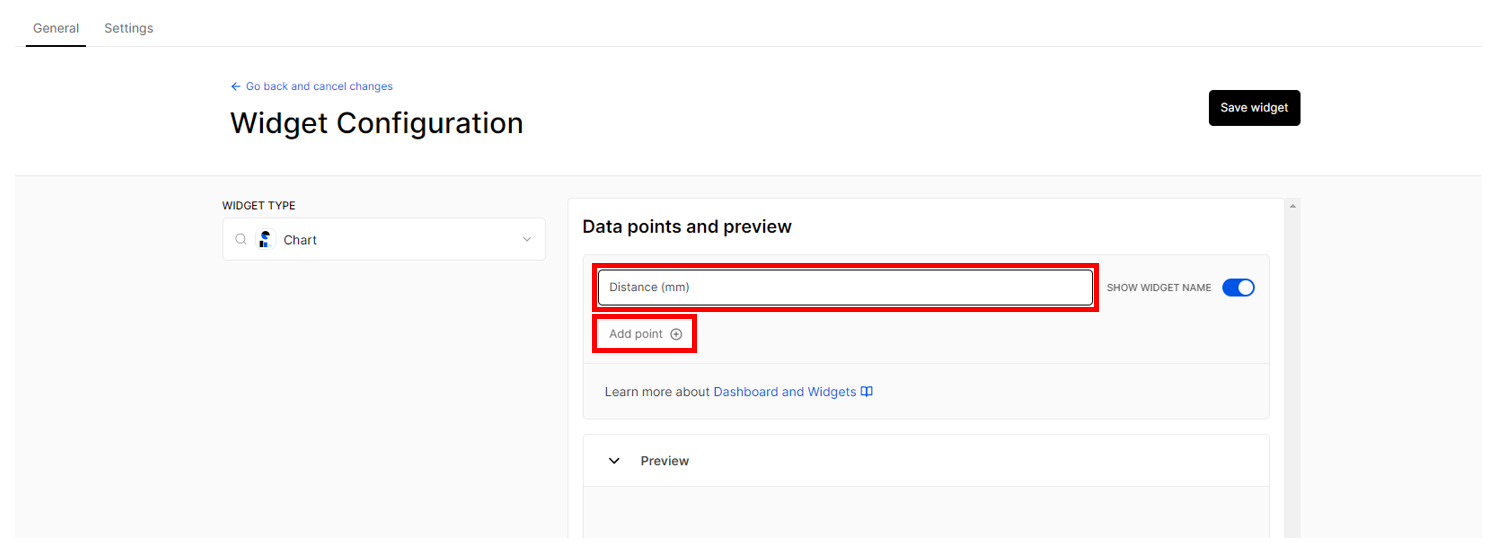 General Settings
Go back and cancel changes
Widget Configuration
Save widget
WIDGET TYPE
Chart
Data points and preview
Distance (mm)
SHOW WIDGET NAME
Add point
Learn more about Dashboard and Widgets
Preview